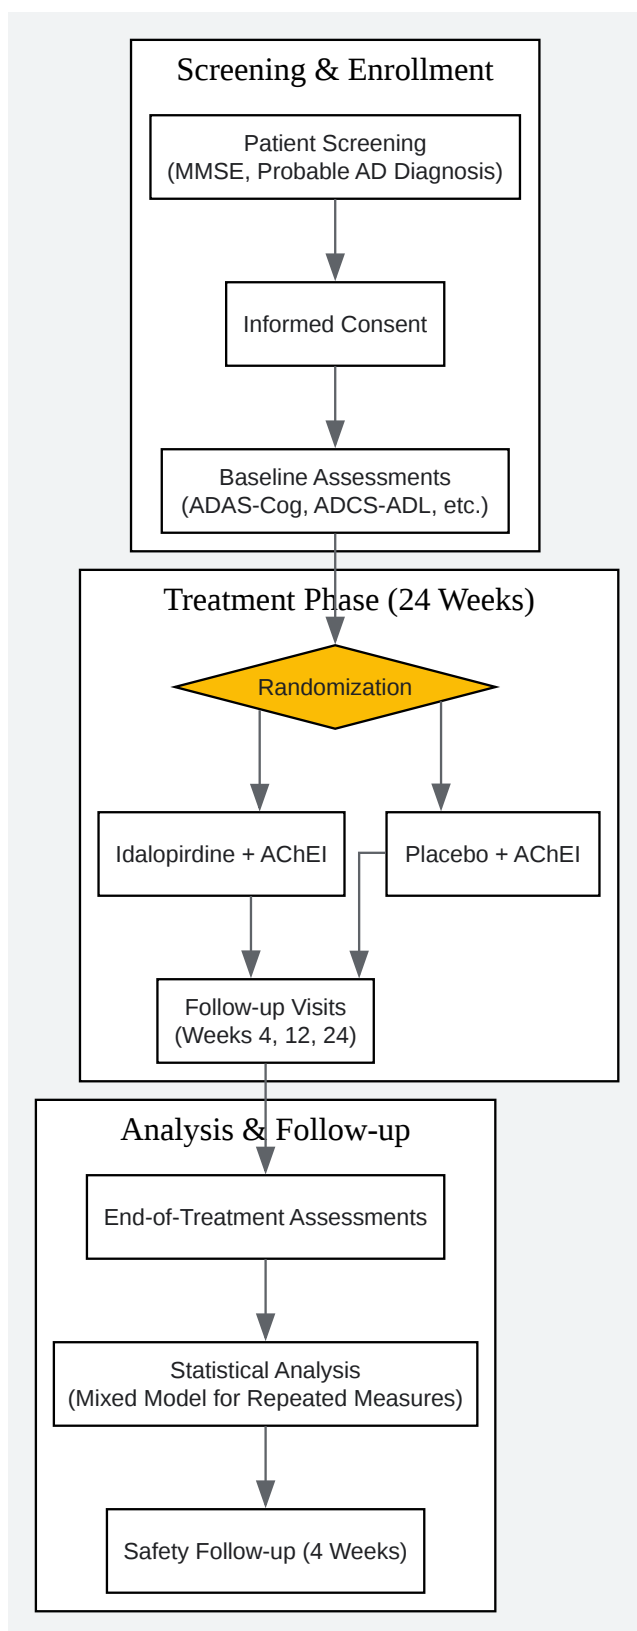 Screening & Enrollment
Patient Screening
(MMSE, Probable AD Diagnosis)
Informed Consent
Baseline Assessments
(ADAS-Cog, ADCS-ADL, etc.)
Treatment Phase (24 Weeks)
Randomization
Idalopirdine + AChEI
Placebo + AChEI
Follow-up Visits
(Weeks 4, 12, 24)
Analysis & Follow-up
End-of-Treatment Assessments
Statistical Analysis
(Mixed Model for Repeated Measures)
Safety Follow-up (4 Weeks)